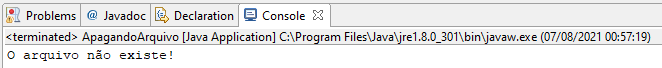 Problems @ Javadoc Declaration Console
<terminated> ApagandoArquivo [Java Application] C:\Program Files\Java\jre1.8.0_301\bin\javaw.exe (07/08/2021 00:57:19)
O arquivo não existe!